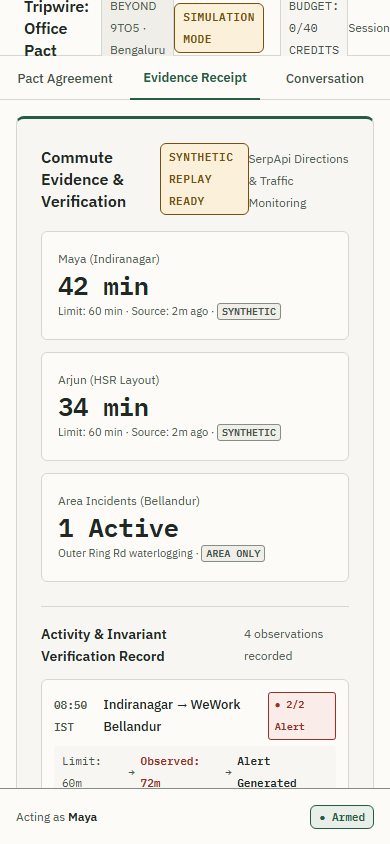 Tripwire:
Office
Pact
BEYOND
9TO5 ·
Bengaluru
SIMULATION
MODE
BUDGET:
0/40
CREDITS
Session
Pact Agreement
Evidence Receipt
Conversation
Commute
Evidence &
Verification
SYNTHETIC
REPLAY
READY
SerpApi Directions
& Traffic
Monitoring
Maya (Indiranagar)
42 min
Limit: 60 min · Source: 2m ago · SYNTHETIC
Arjun (HSR Layout)
34 min
Limit: 60 min · Source: 2m ago · SYNTHETIC
Area Incidents (Bellandur)
1 Active
Outer Ring Rd waterlogging · AREA ONLY
Activity & Invariant
Verification Record
4 observations
recorded
08:50
IST
Indiranagar → WeWork
Bellandur
● 2/2
Alert
Limit:
60m
→
Observed:
72m
→
Alert
Generated
Acting as Maya
● Armed